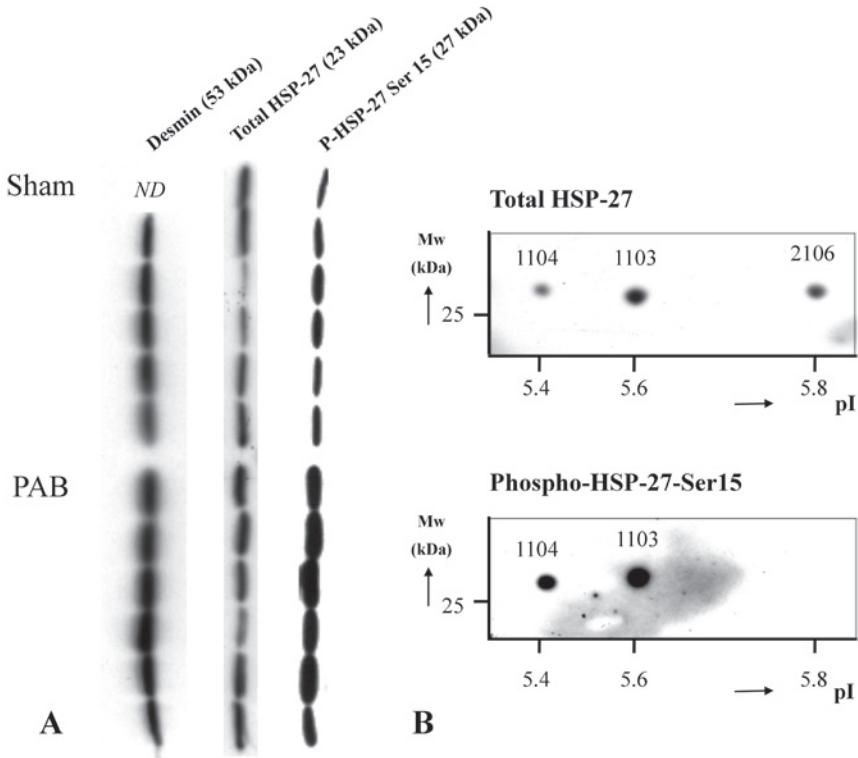 Desmin (53 kDa)
Total HSP-27 (23 kDa)
P-HSP-27 Ser 15 (27 kDa)
Sham
ND
PAB
A
Total HSP-27
Mw
(kDa)
25
1104
1103
2106
5.4
5.6
5.8
pI
Phospho-HSP-27-Ser15
Mw
(kDa)
25
1104
1103
5.4
5.6
5.8
pI
B